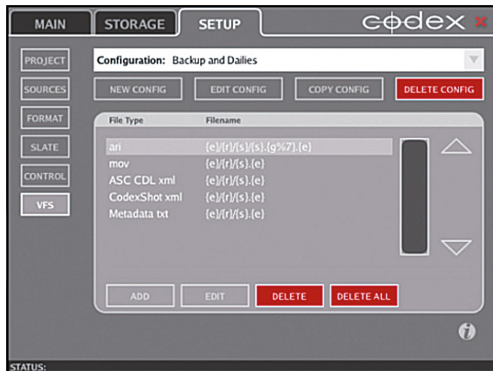 MAIN STORAGE SETUP codex
PROJECT
SOURCES
FORMAT
SLATE
CONTROL
VFS
Configuration: Backup and Dailies
NEW CONFIG EDIT CONFIG COPY CONFIG DELETE CONFIG
File Type Filename
ari {e}/{r}/{s}/{s}.{g%7}.{e}
mov {e}/{r}/{s}.{e}
ASC CDL xml {e}/{r}/{s}.{e}
CodexShot xml {e}/{r}/{s}.{e}
Metadata txt {e}/{r}/{s}.{e}
ADD EDIT DELETE DELETE ALL
i
STATUS: